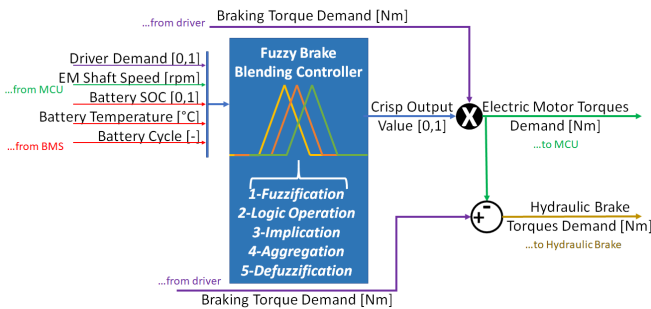 Braking Torque Demand [Nm]
...from driver
Driver Demand [0,1]
EM Shaft Speed [rpm]
...from MCU
Battery SOC [0,1]
Battery Temperature [°C]
Battery Cycle [-]
...from BMS
Fuzzy Brake
Blending Controller
1-Fuzzification
2-Logic Operation
3-Implication
4-Aggregation
5-Defuzzification
Crisp Output
Value [0,1]
X
Electric Motor Torques
Demand [Nm]
...to MCU
-
+
Hydraulic Brake
Torques Demand [Nm]
...to Hydraulic Brake
...from driver
Braking Torque Demand [Nm]